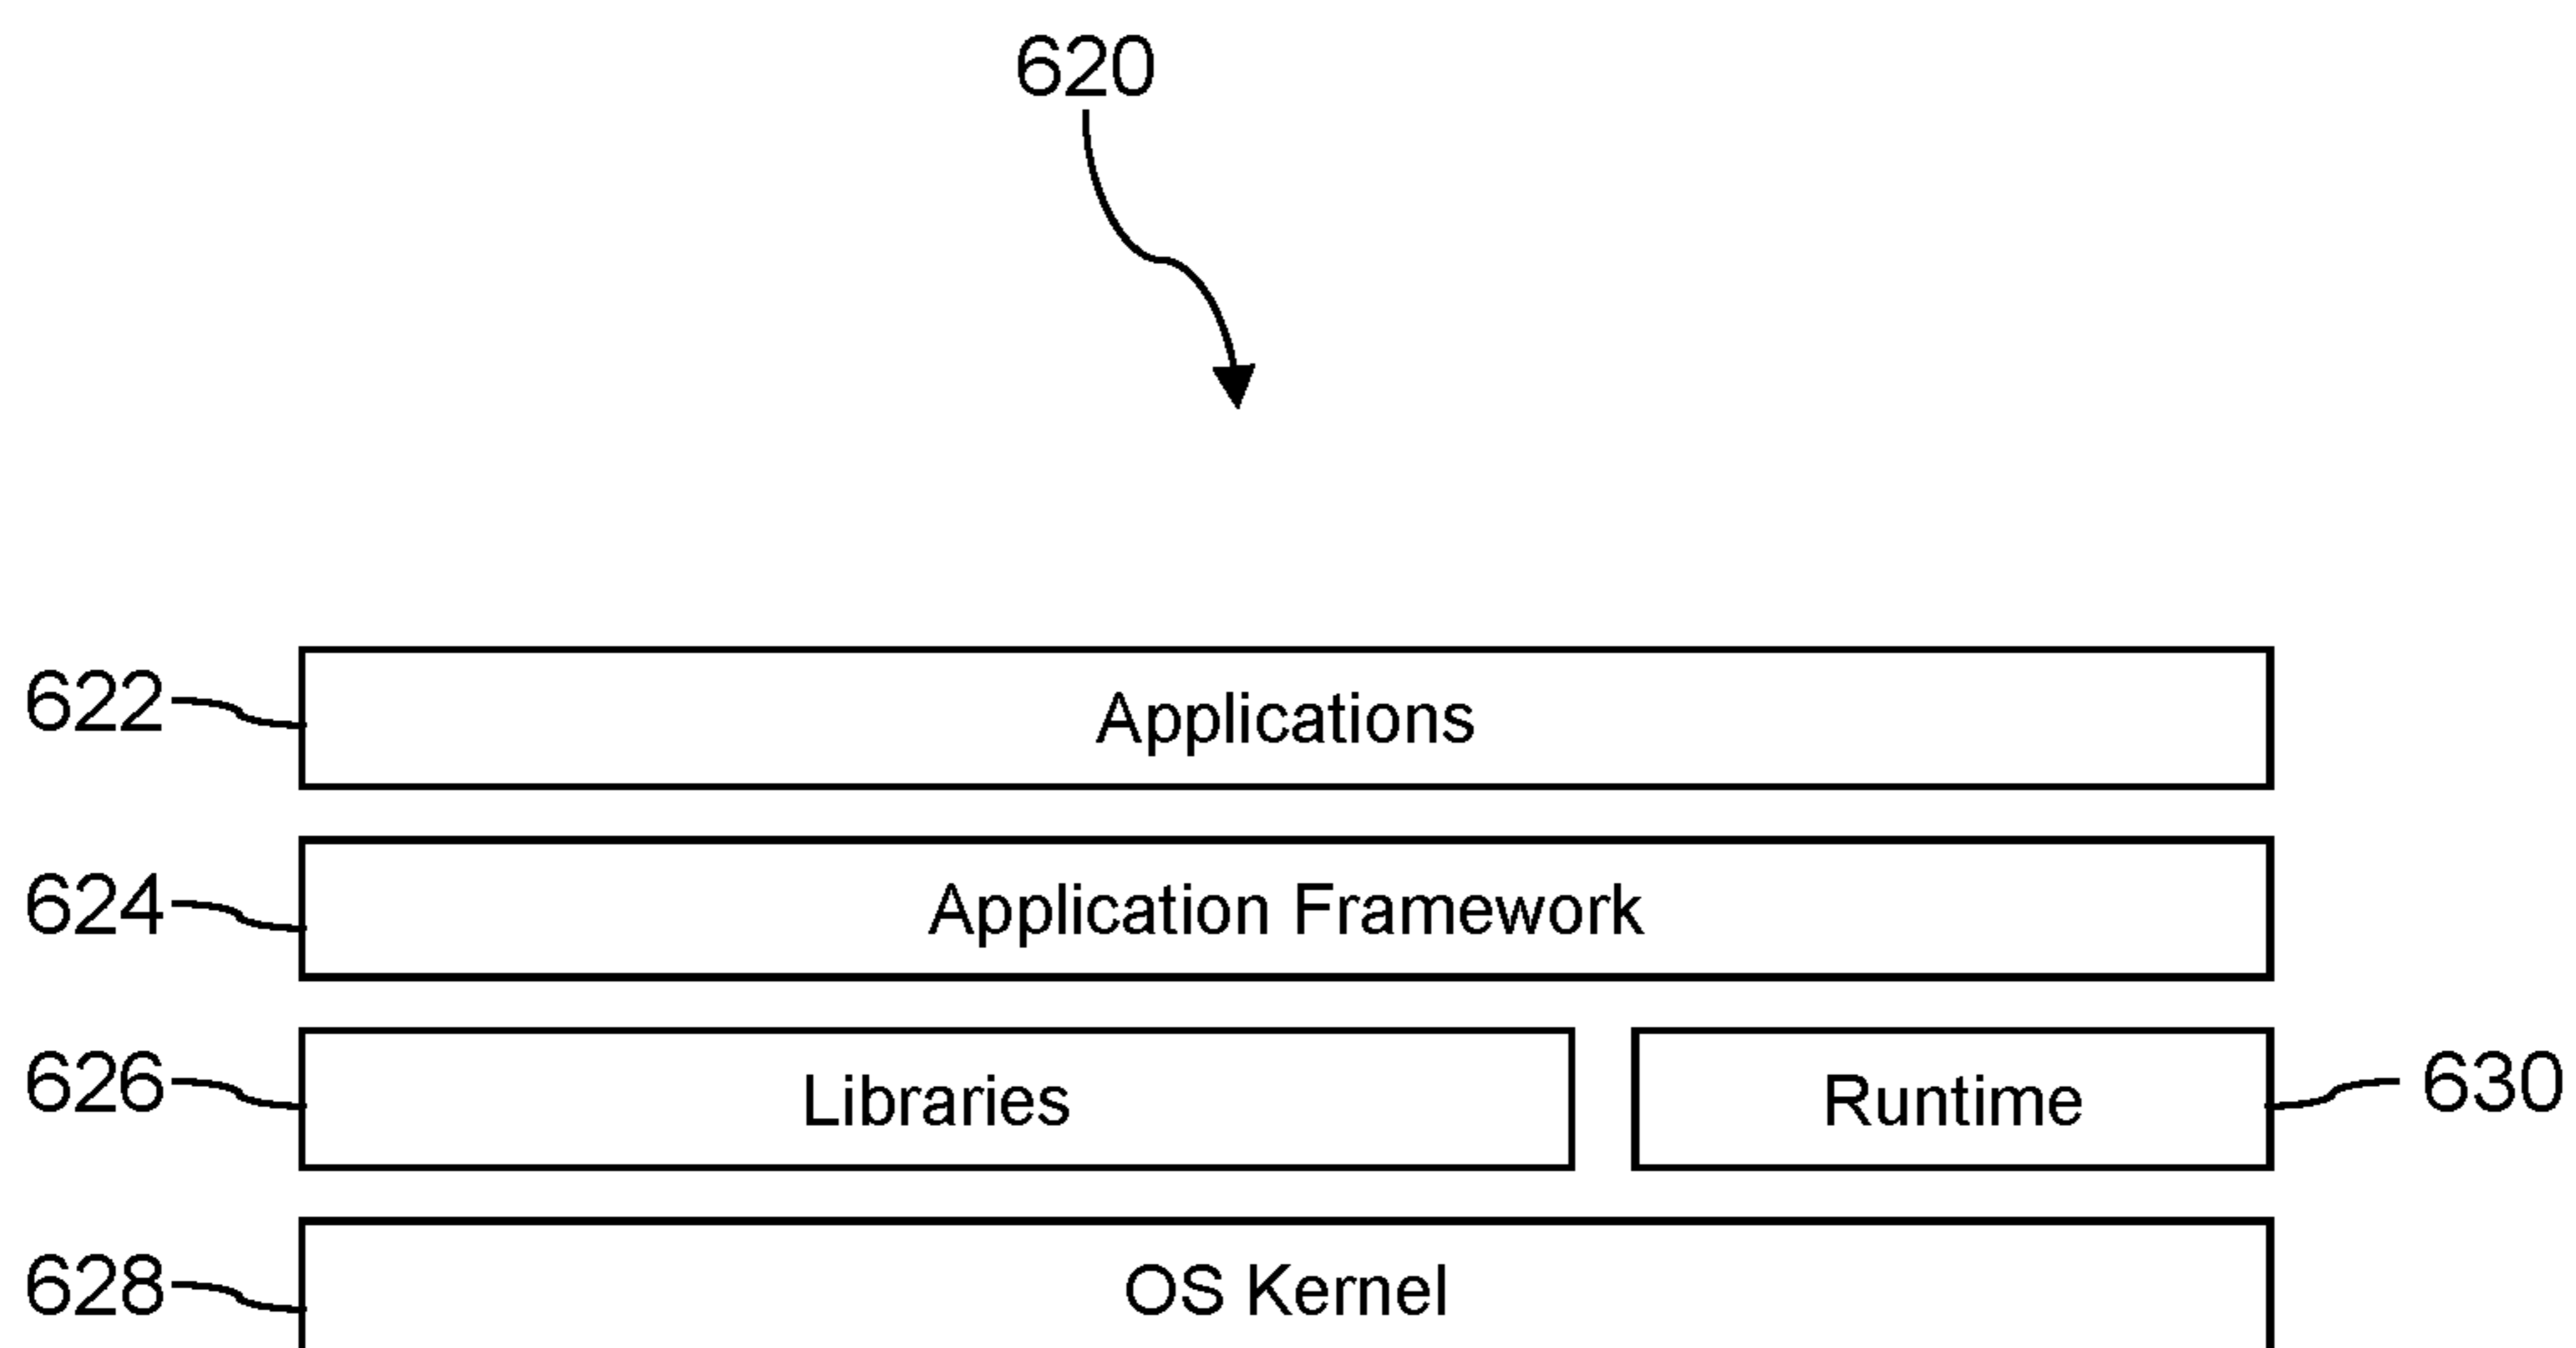 620
622 Applications
624 Application Framework
626 Libraries Runtime 630
628 OS Kernel